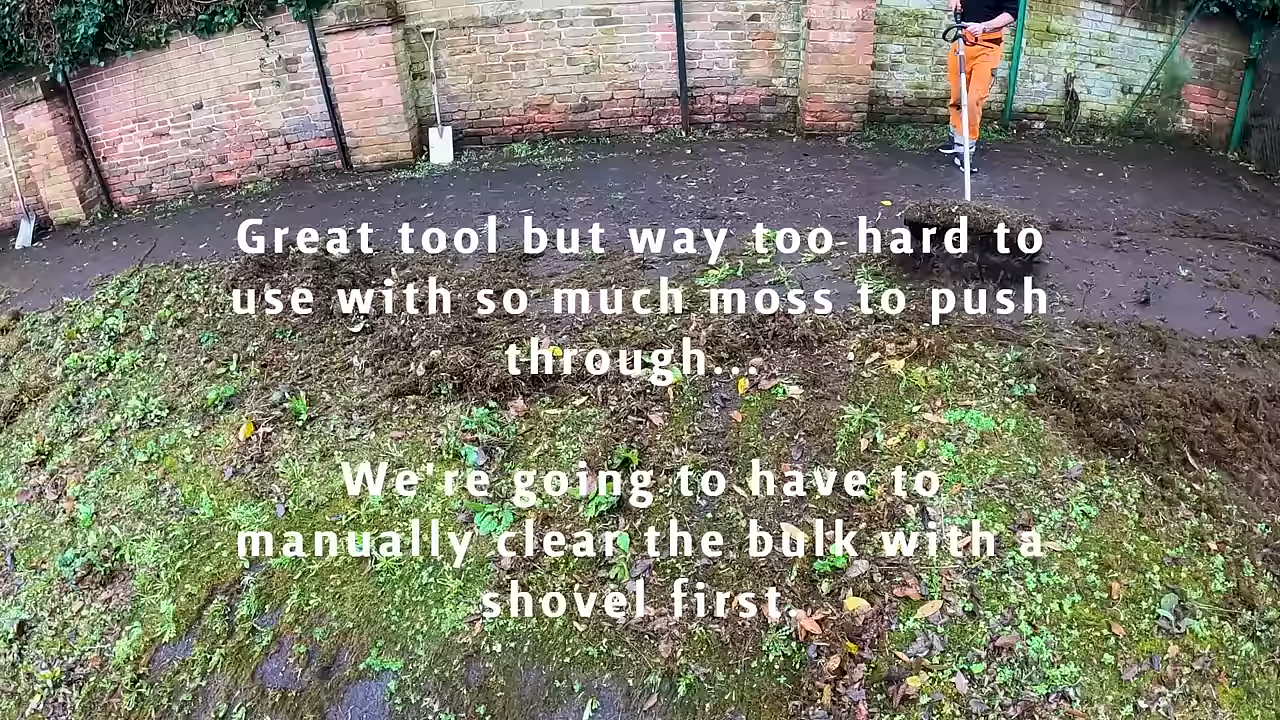 Great tool but way too hard to
use with so much moss to push
through...
We're going to have to
manually clear the bulk with a
shovel first.